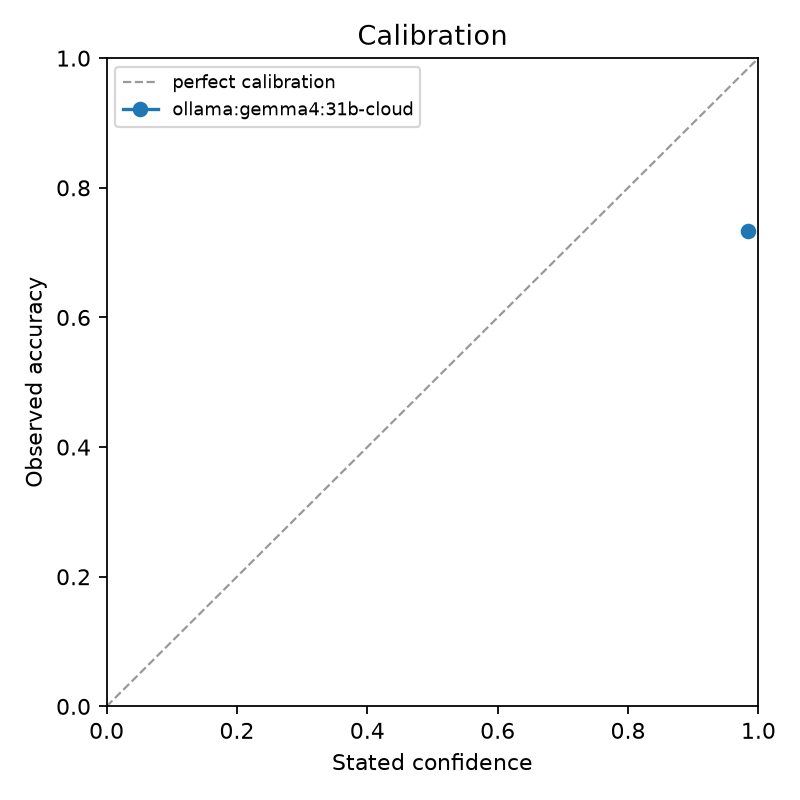 Calibration
perfect calibration
ollama:gemma4:31b-cloud
1.0
0.8
0.6
0.4
0.2
0.0
Observed accuracy
0.0 0.2 0.4 0.6 0.8 1.0
Stated confidence